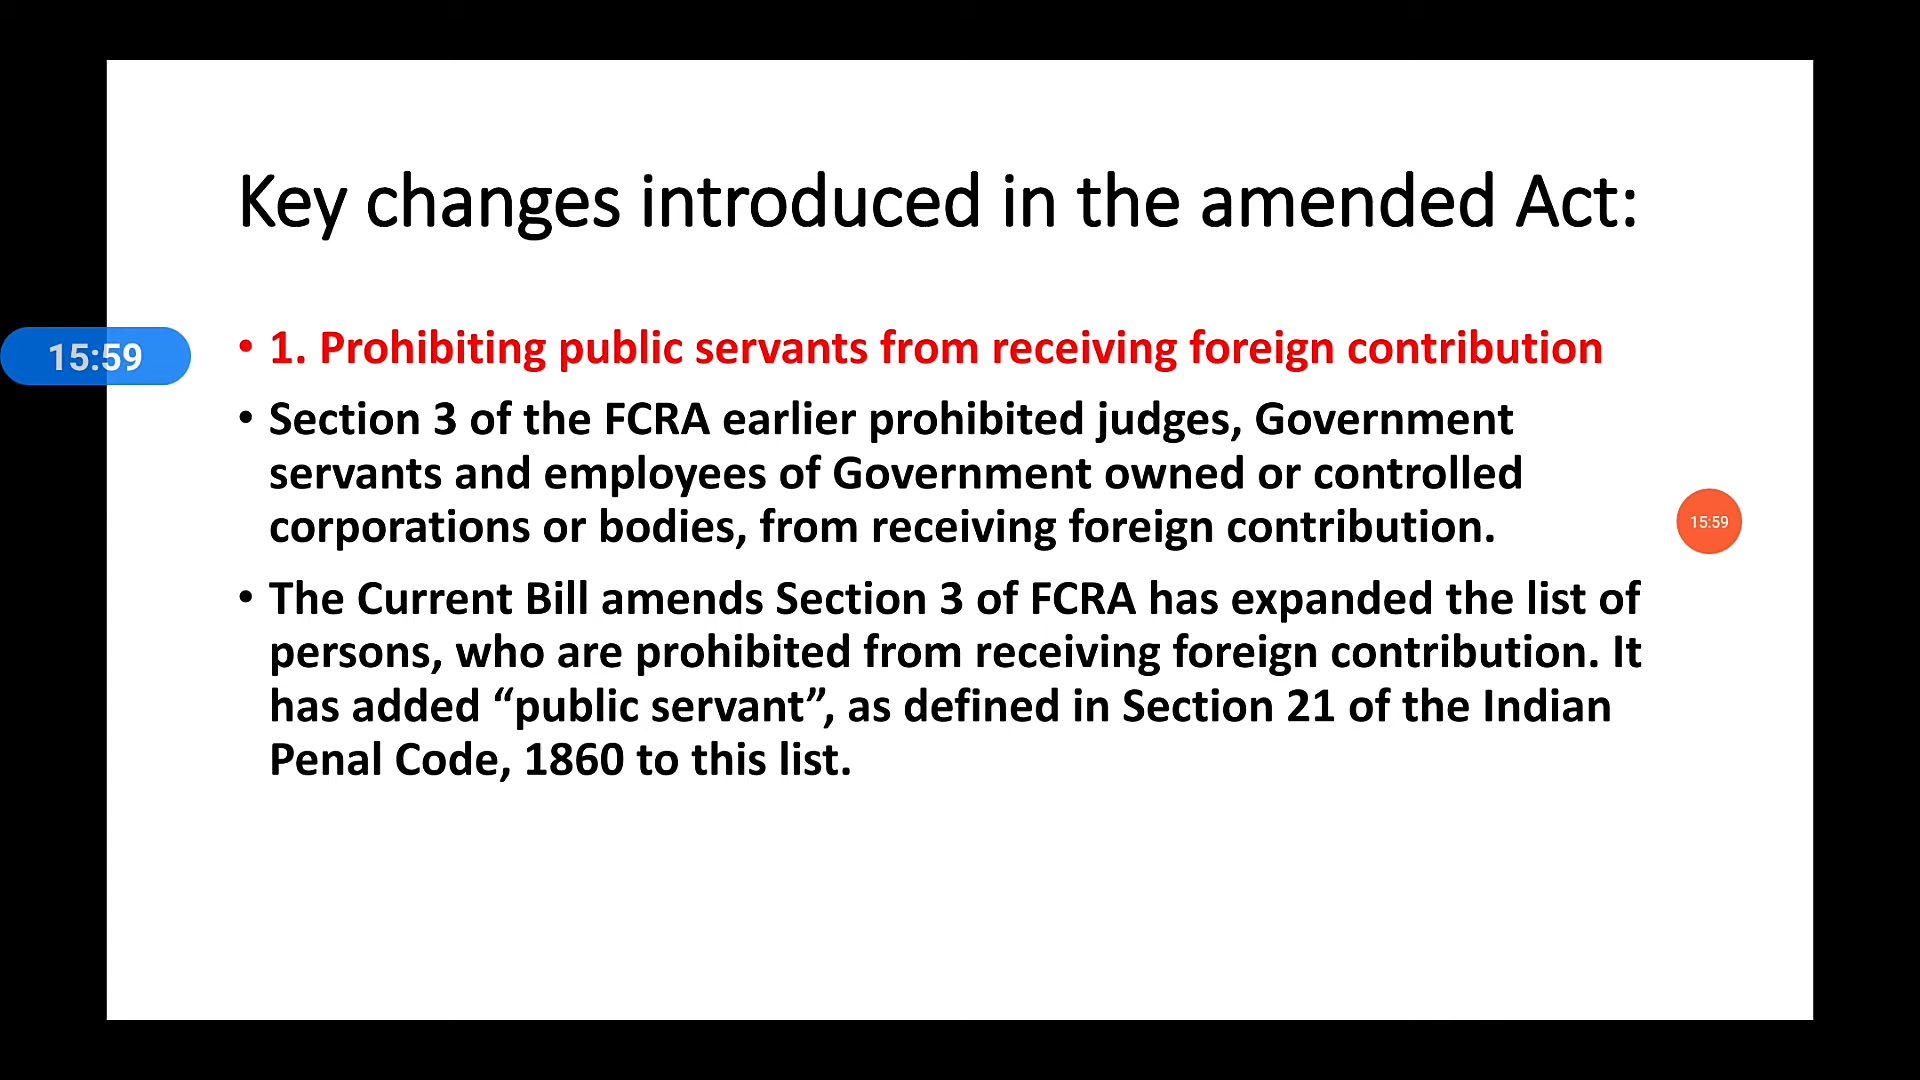 Key changes introduced in the amended Act:
15:59
• 1. Prohibiting public servants from receiving foreign contribution
• Section 3 of the FCRA earlier prohibited judges, Government
servants and employees of Government owned or controlled
corporations or bodies, from receiving foreign contribution.
15:59
• The Current Bill amends Section 3 of FCRA has expanded the list of
persons, who are prohibited from receiving foreign contribution. It
has added “public servant”, as defined in Section 21 of the Indian
Penal Code, 1860 to this list.